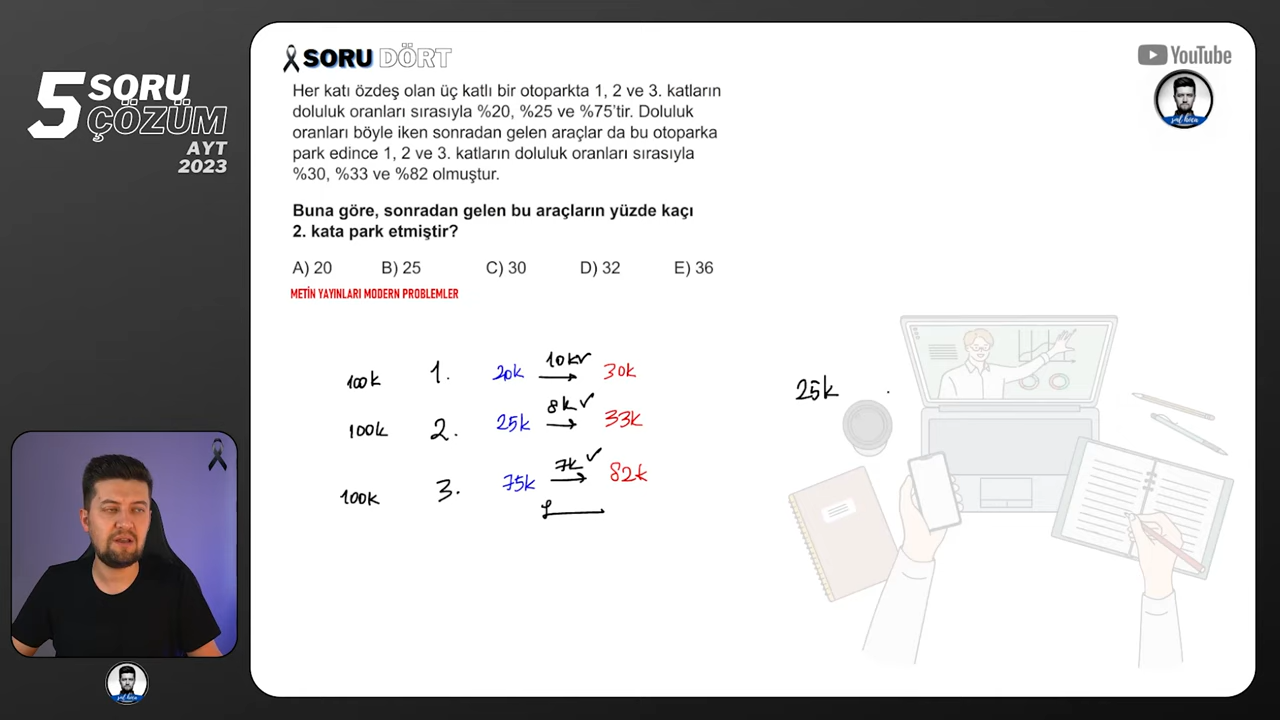 5 SORU
ÇÖZÜM
AYT
2023
SORU DÖRT
YouTube
Her katı özdeş olan üç katlı bir otoparkta 1, 2 ve 3. katların
doluluk oranları sırasıyla %20, %25 ve %75'tir. Doluluk
oranları böyle iken sonradan gelen araçlar da bu otoparka
park edince 1, 2 ve 3. katların doluluk oranları sırasıyla
%30, %33 ve %82 olmuştur.
Buna göre, sonradan gelen bu araçların yüzde kaçı
2. kata park etmiştir?
A) 20 B) 25 C) 30 D) 32 E) 36
METİN YAYINLARI MODERN PROBLEMLER
100k 1. 20k 10k 30k
25k
100k 2. 25k 8k 33k
100k 3. 75k 7k 82k